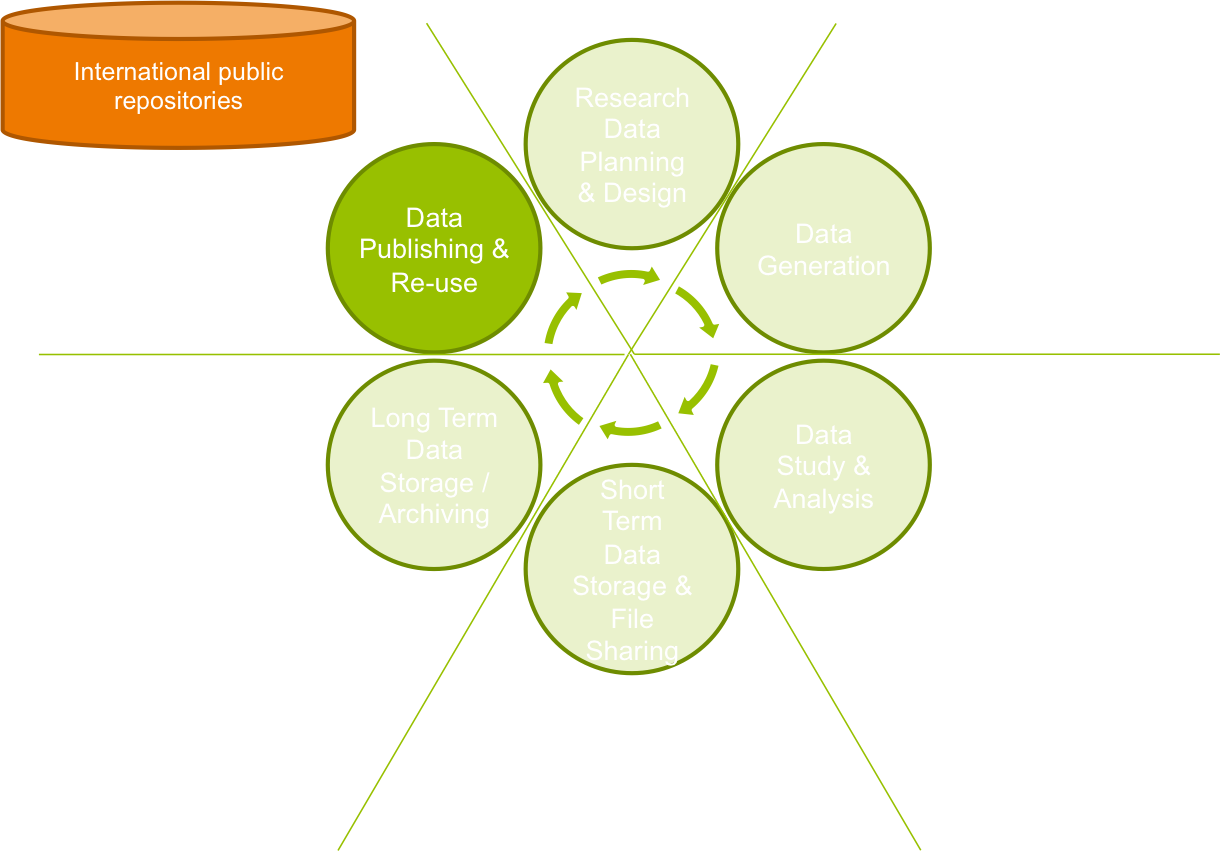 International public
repositories
Research
Data
Planning
& Design
Data
Publishing &
Re-use
Data
Generation
Long Term
Data
Storage /
Archiving
Data
Study &
Analysis
Short
Term
Data
Storage &
File
Sharing